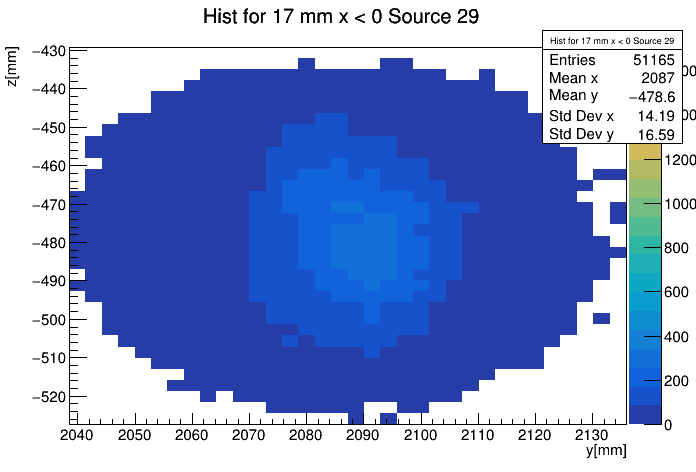 Hist for 17 mm x < 0 Source 29
Hist for 17 mm x < 0 Source 29
Entries 51165
Mean x 2087
Mean y −478.6
Std Dev x 14.19
Std Dev y 16.59
z[mm]
−430
−440
−450
−460
−470
−480
−490
−500
−510
−520
1200
1000
800
600
400
200
0
2040 2050 2060 2070 2080 2090 2100 2110 2120 2130
y[mm]